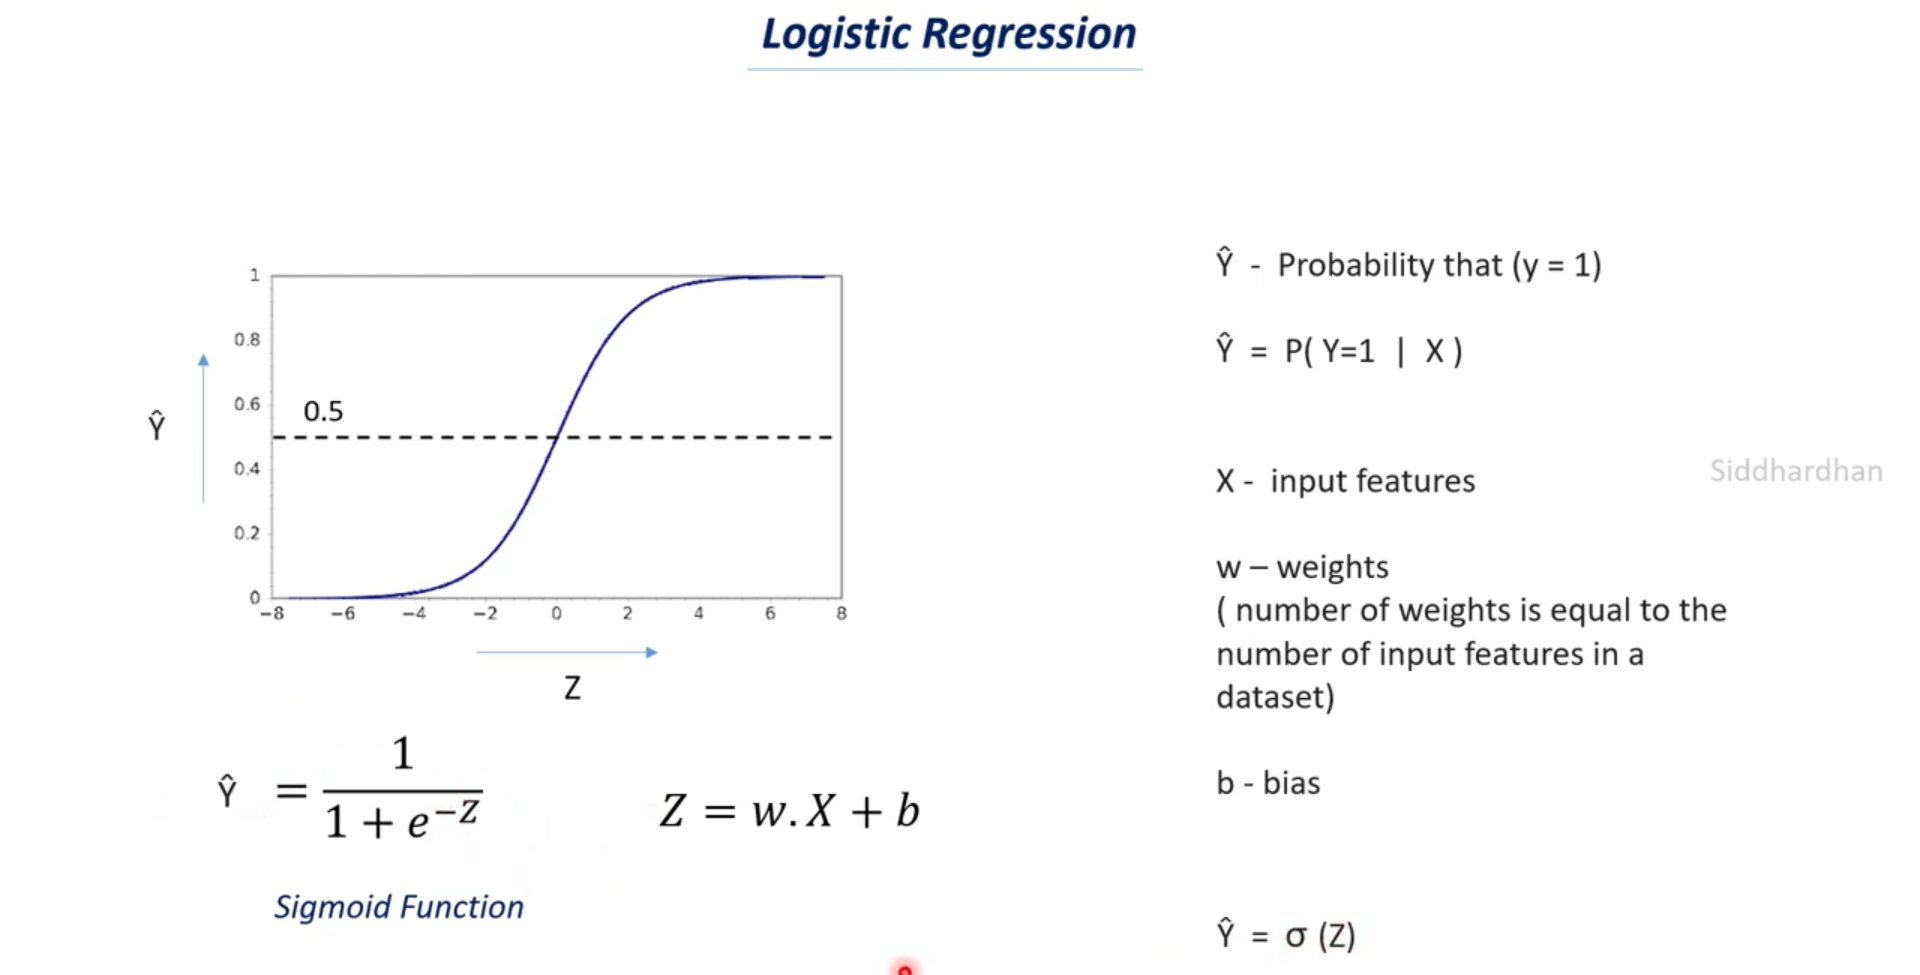 Logistic Regression
1
0.8
0.6
0.5
0.4
0.2
0
−8 −6 −4 −2 0 2 4 6 8
Ŷ
Z
Ŷ = 1 / (1 + e^−Z)
Z = w. X + b
Sigmoid Function
Ŷ - Probability that (y = 1)
Ŷ = P( Y=1 | X )
X - input features
Siddhardhan
w – weights
( number of weights is equal to the
number of input features in a
dataset)
b - bias
Ŷ = σ (Z)